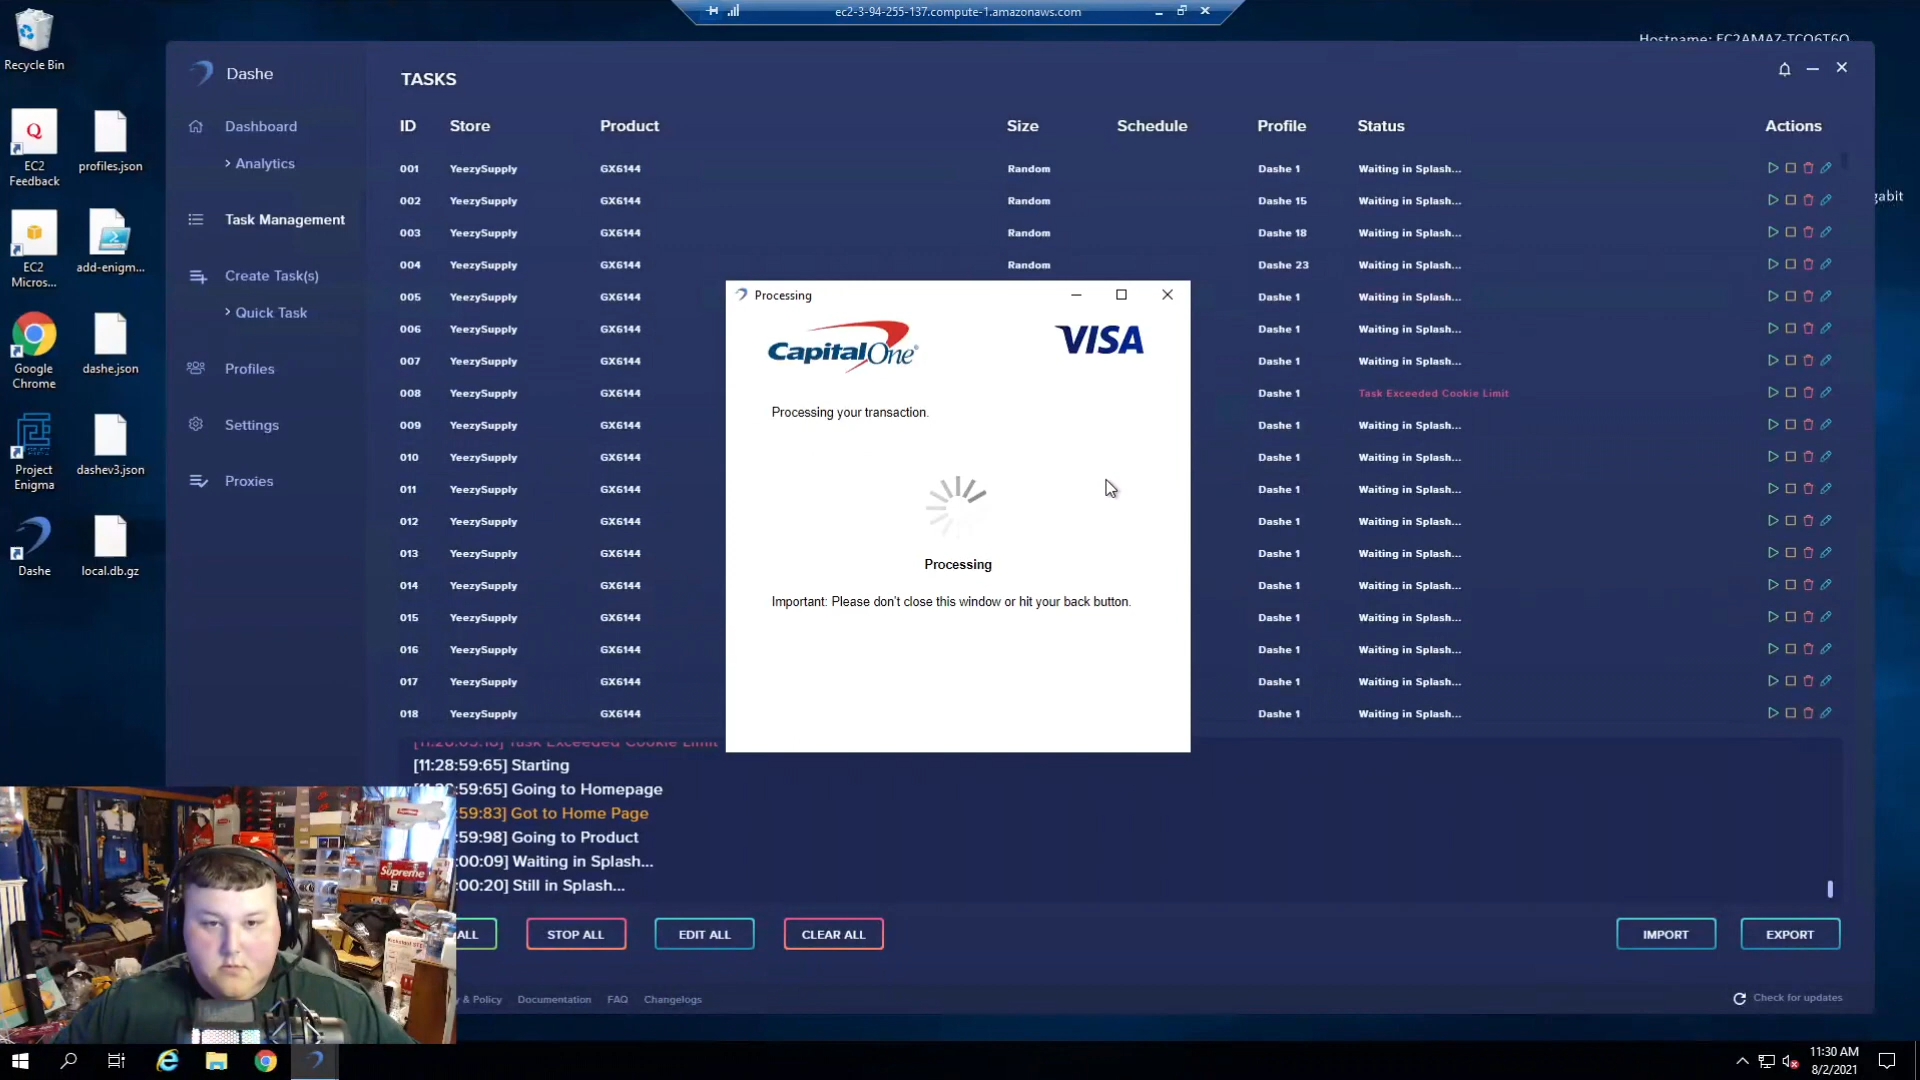 ec2-3-94-255-137.compute-1.amazonaws.com
Hostname: EC2AMAZ-TCO6T6O
gabit
Recycle Bin
EC2 Feedback
profiles.json
EC2 Micros...
add-enigm...
Google Chrome
dashe.json
Project Enigma
dashev3.json
Dashe
local.db.gz
Dashe
Dashboard
Analytics
Task Management
Create Task(s)
Quick Task
Profiles
Settings
Proxies
TASKS
ID Store Product Size Schedule Profile Status Actions
001 YeezySupply GX6144 Random Dashe 1 Waiting in Splash...
002 YeezySupply GX6144 Random Dashe 15 Waiting in Splash...
003 YeezySupply GX6144 Random Dashe 18 Waiting in Splash...
004 YeezySupply GX6144 Random Dashe 23 Waiting in Splash...
005 YeezySupply GX6144 Dashe 1 Waiting in Splash...
006 YeezySupply GX6144 Dashe 1 Waiting in Splash...
007 YeezySupply GX6144 Dashe 1 Waiting in Splash...
008 YeezySupply GX6144 Dashe 1 Task Exceeded Cookie Limit
009 YeezySupply GX6144 Dashe 1 Waiting in Splash...
010 YeezySupply GX6144 Dashe 1 Waiting in Splash...
011 YeezySupply GX6144 Dashe 1 Waiting in Splash...
012 YeezySupply GX6144 Dashe 1 Waiting in Splash...
013 YeezySupply GX6144 Dashe 1 Waiting in Splash...
014 YeezySupply GX6144 Dashe 1 Waiting in Splash...
015 YeezySupply GX6144 Dashe 1 Waiting in Splash...
016 YeezySupply GX6144 Dashe 1 Waiting in Splash...
017 YeezySupply GX6144 Dashe 1 Waiting in Splash...
018 YeezySupply GX6144 Dashe 1 Waiting in Splash...
Processing
CapitalOne VISA
Processing your transaction.
Processing
Important: Please don't close this window or hit your back button.
Task Exceeded Cookie Limit
[11:28:59:65] Starting
:59:65] Going to Homepage
:59:83] Got to Home Page
:59:98] Going to Product
:00:09] Waiting in Splash...
:00:20] Still in Splash...
ALL STOP ALL EDIT ALL CLEAR ALL IMPORT EXPORT
& Policy Documentation FAQ Changelogs Check for updates
Supreme
11:30 AM
8/2/2021